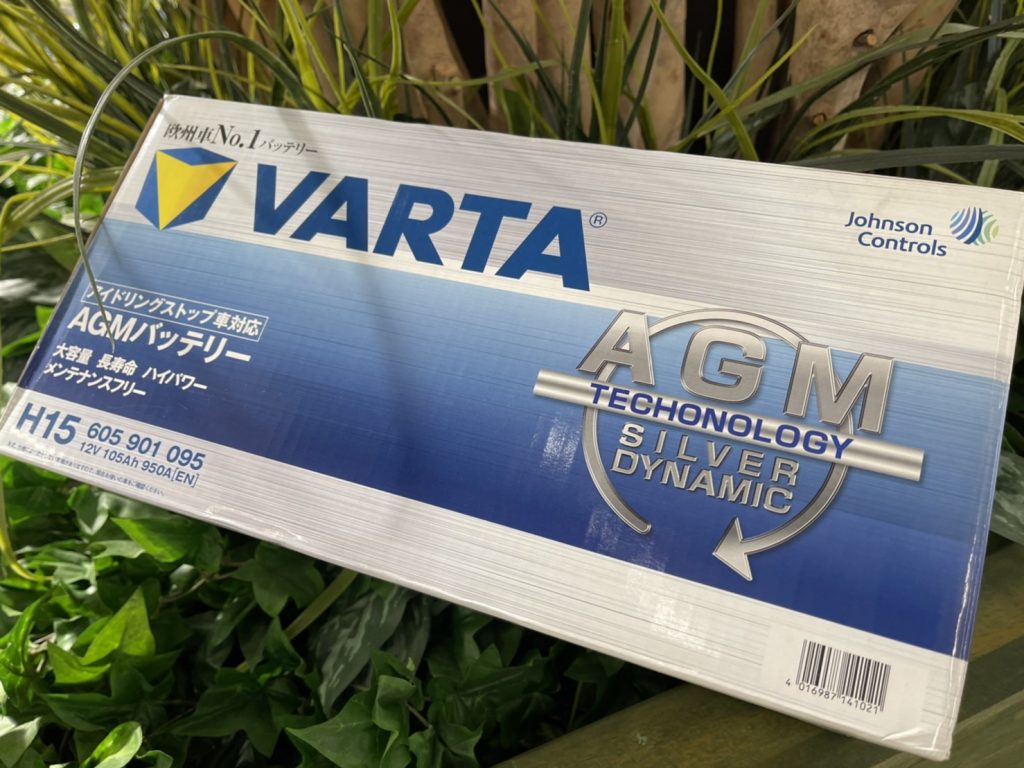 欧州車No.1バッテリー
VARTA®
Johnson
Controls
アイドリングストップ車対応
AGMバッテリー
大容量 長寿命 ハイパワー
メンテナンスフリー
H15 605 901 095
12V 105Ah 950A[EN]
AGM
TECHONOLOGY
SILVER
DYNAMIC
4 016987 141021